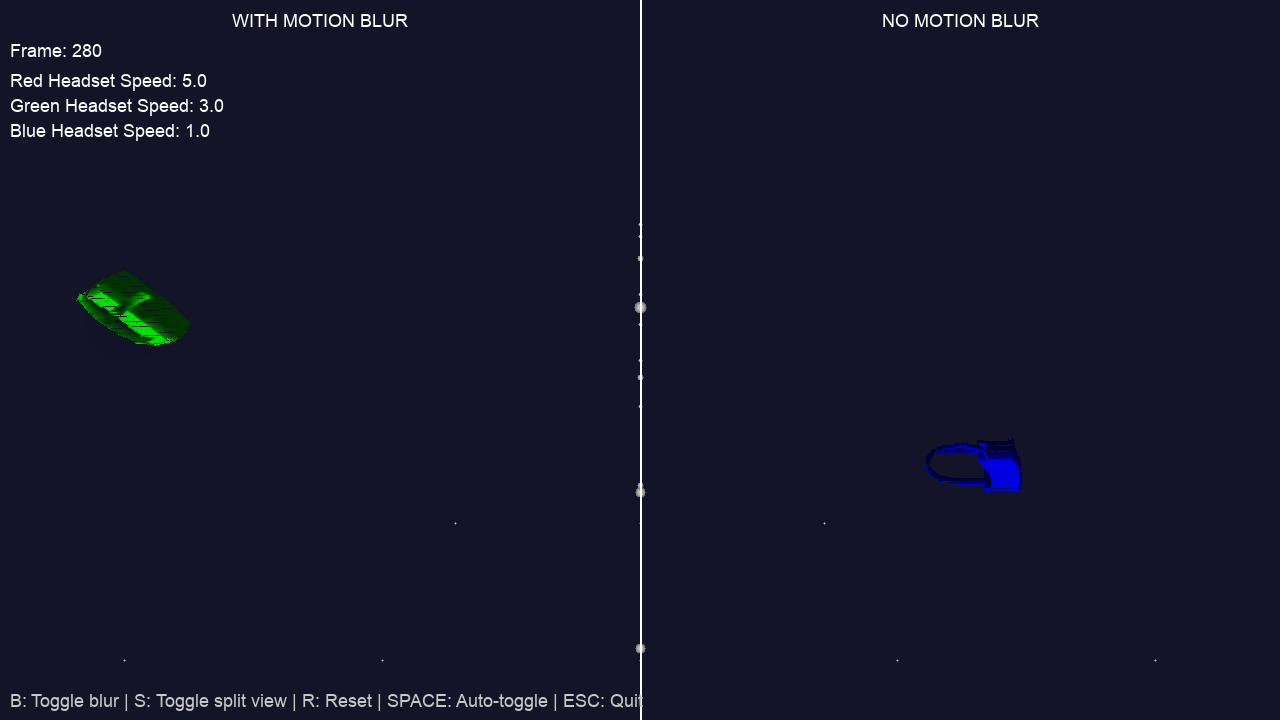 WITH MOTION BLUR
NO MOTION BLUR
Frame: 280
Red Headset Speed: 5.0
Green Headset Speed: 3.0
Blue Headset Speed: 1.0
B: Toggle blur | S: Toggle split view | R: Reset | SPACE: Auto-toggle | ESC: Quit